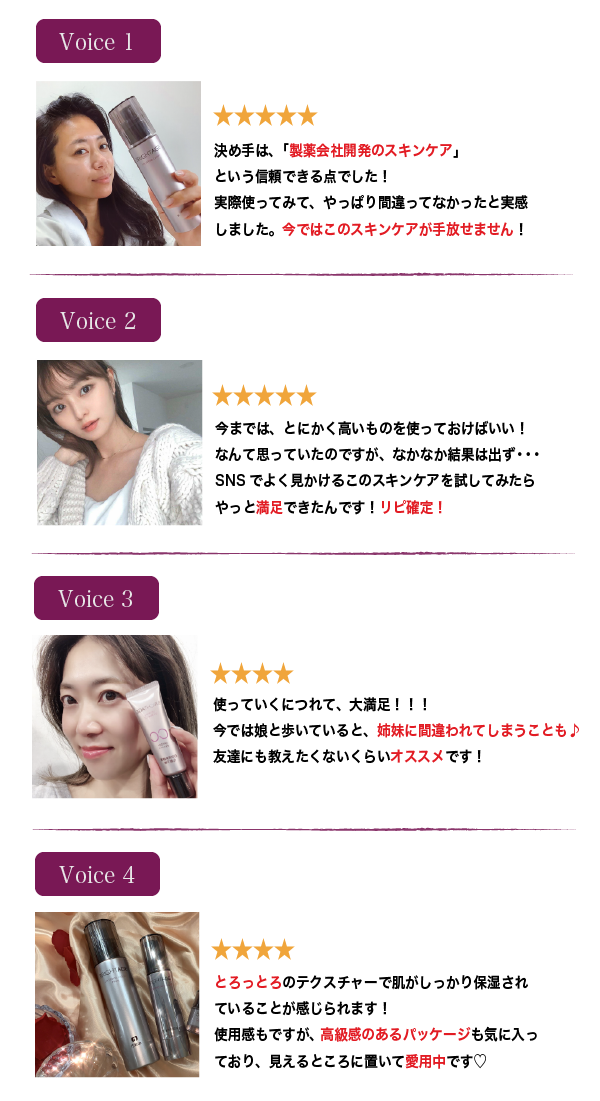 Voice 1
★★★★★
決め手は、「製薬会社開発のスキンケア」
という信頼できる点でした！
実際使ってみて、やっぱり間違ってなかったと実感
しました。今ではこのスキンケアが手放せません！
Voice 2
★★★★★
今までは、とにかく高いものを使っておけばいい！
なんて思っていたのですが、なかなか結果は出ず･･･
SNS でよく見かけるこのスキンケアを試してみたら
やっと満足できたんです！リピ確定！
Voice 3
★★★★
使っていくにつれて、大満足！！！
今では娘と歩いていると、姉妹に間違われてしまうことも♪
友達にも教えたくないくらいオススメです！
Voice 4
★★★★
とろっとろのテクスチャーで肌がしっかり保湿され
ていることが感じられます！
使用感もですが、高級感のあるパッケージも気に入っ
ており、見えるところに置いて愛用中です♡